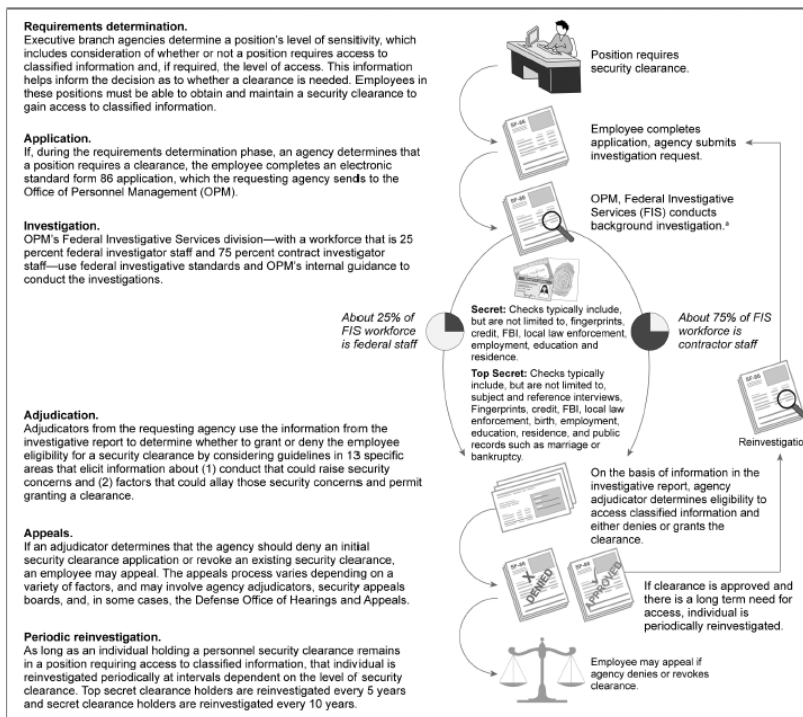 Requirements determination.
Executive branch agencies determine a position's level of sensitivity, which
includes consideration of whether or not a position requires access to
classified information and, if required, the level of access. This information
helps inform the decision as to whether a clearance is needed. Employees in
these positions must be able to obtain and maintain a security clearance to
gain access to classified information.
Position requires
security clearance.
Application.
If, during the requirements determination phase, an agency determines that
a position requires a clearance, the employee completes an electronic
standard form 86 application, which the requesting agency sends to the
Office of Personnel Management (OPM).
SF-86
Employee completes
application, agency submits
investigation request.
Investigation.
OPM's Federal Investigative Services division—with a workforce that is 25
percent federal investigator staff and 75 percent contract investigator
staff—use federal investigative standards and OPM's internal guidance to
conduct the investigations.
SF-86
OPM, Federal Investigative
Services (FIS) conducts
background investigation.ª
About 25% of
FIS workforce
is federal staff
Secret: Checks typically include,
but are not limited to, fingerprints,
credit, FBI, local law enforcement,
employment, education and
residence.
Top Secret: Checks typically
include, but are not limited to,
subject and reference interviews,
Fingerprints, credit, FBI, local law
enforcement, birth, employment,
education, residence, and public
records such as marriage or
bankruptcy.
About 75% of FIS
workforce is
contractor staff
SF-86
Reinvestigation
Adjudication.
Adjudicators from the requesting agency use the information from the
investigative report to determine whether to grant or deny the employee
eligibility for a security clearance by considering guidelines in 13 specific
areas that elicit information about (1) conduct that could raise security
concerns and (2) factors that could allay those security concerns and permit
granting a clearance.
On the basis of information in the
investigative report, agency
adjudicator determines eligibility to
access classified information and
either denies or grants the
clearance.
Appeals.
If an adjudicator determines that the agency should deny an initial
security clearance application or revoke an existing security clearance,
an employee may appeal. The appeals process varies depending on a
variety of factors, and may involve agency adjudicators, security appeals
boards, and, in some cases, the Defense Office of Hearings and Appeals.
DENIED
APPROVED
If clearance is approved and
there is a long term need for
access, individual is
periodically reinvestigated.
Periodic reinvestigation.
As long as an individual holding a personnel security clearance remains
in a position requiring access to classified information, that individual is
reinvestigated periodically at intervals dependent on the level of security
clearance. Top secret clearance holders are reinvestigated every 5 years
and secret clearance holders are reinvestigated every 10 years.
Employee may appeal if
agency denies or revokes
clearance.